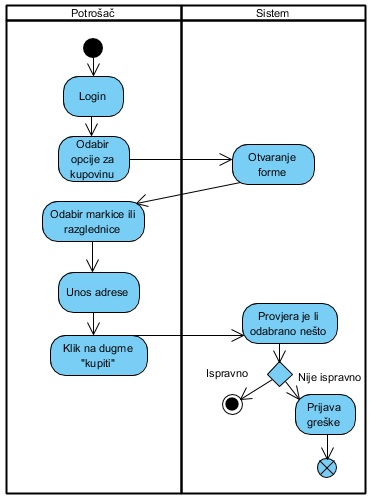 Potrošač
Sistem
Login
Odabir
opcije za
kupovinu
Otvaranje
forme
Odabir markice ili
razglednice
Unos adrese
Klik na dugme
"kupiti"
Provjera je li
odabrano nešto
Ispravno
Nije ispravno
Prijava
greške